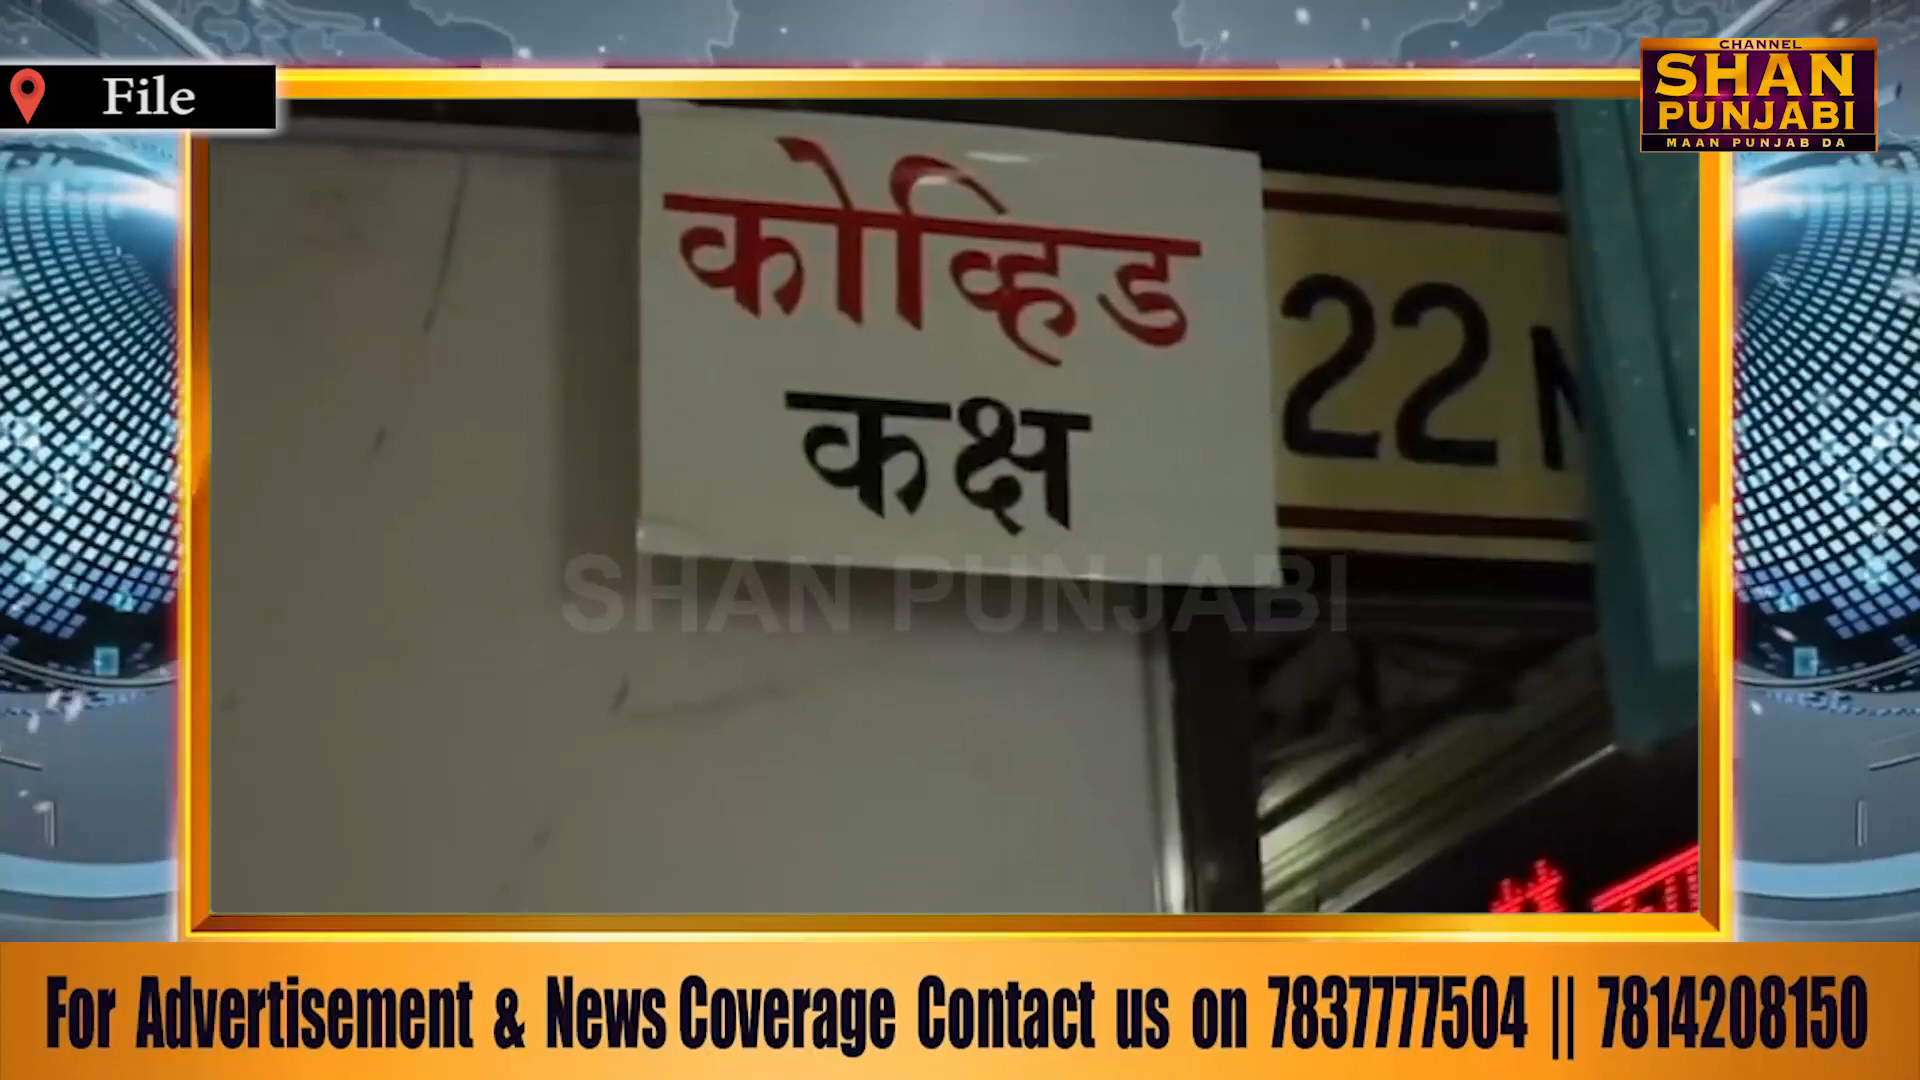 File
CHANNEL
SHAN
PUNJABI
MAAN PUNJAB DA
कोव्हिड
कक्ष
22
SHAN PUNJABI
For Advertisement & News Coverage Contact us on 7837777504 || 7814208150